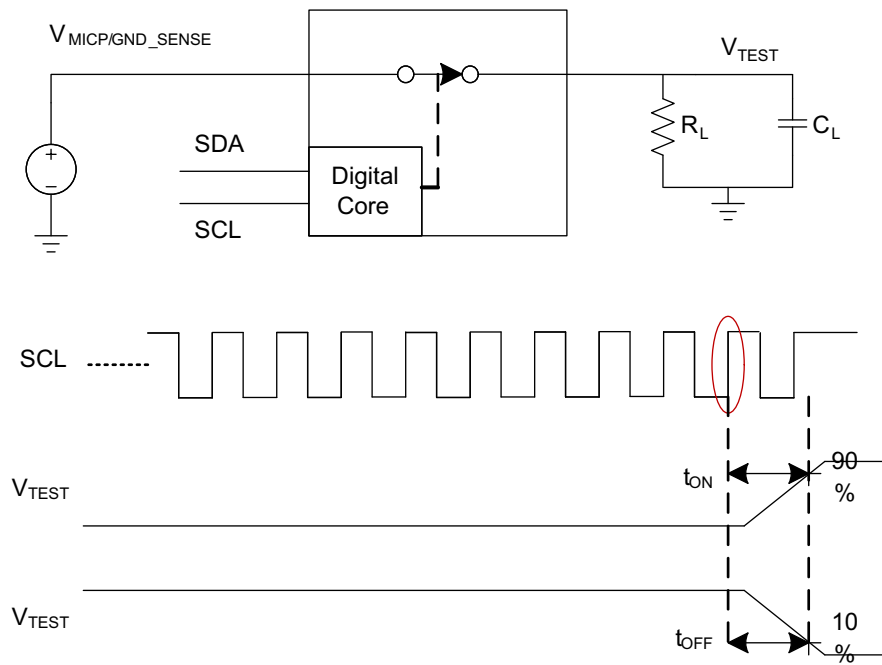 V_MICP/GND_SENSE
V_TEST
+
−
SDA
SCL
Digital
Core
R_L
C_L
SCL
V_TEST
t_ON
90
%
V_TEST
t_OFF
10
%